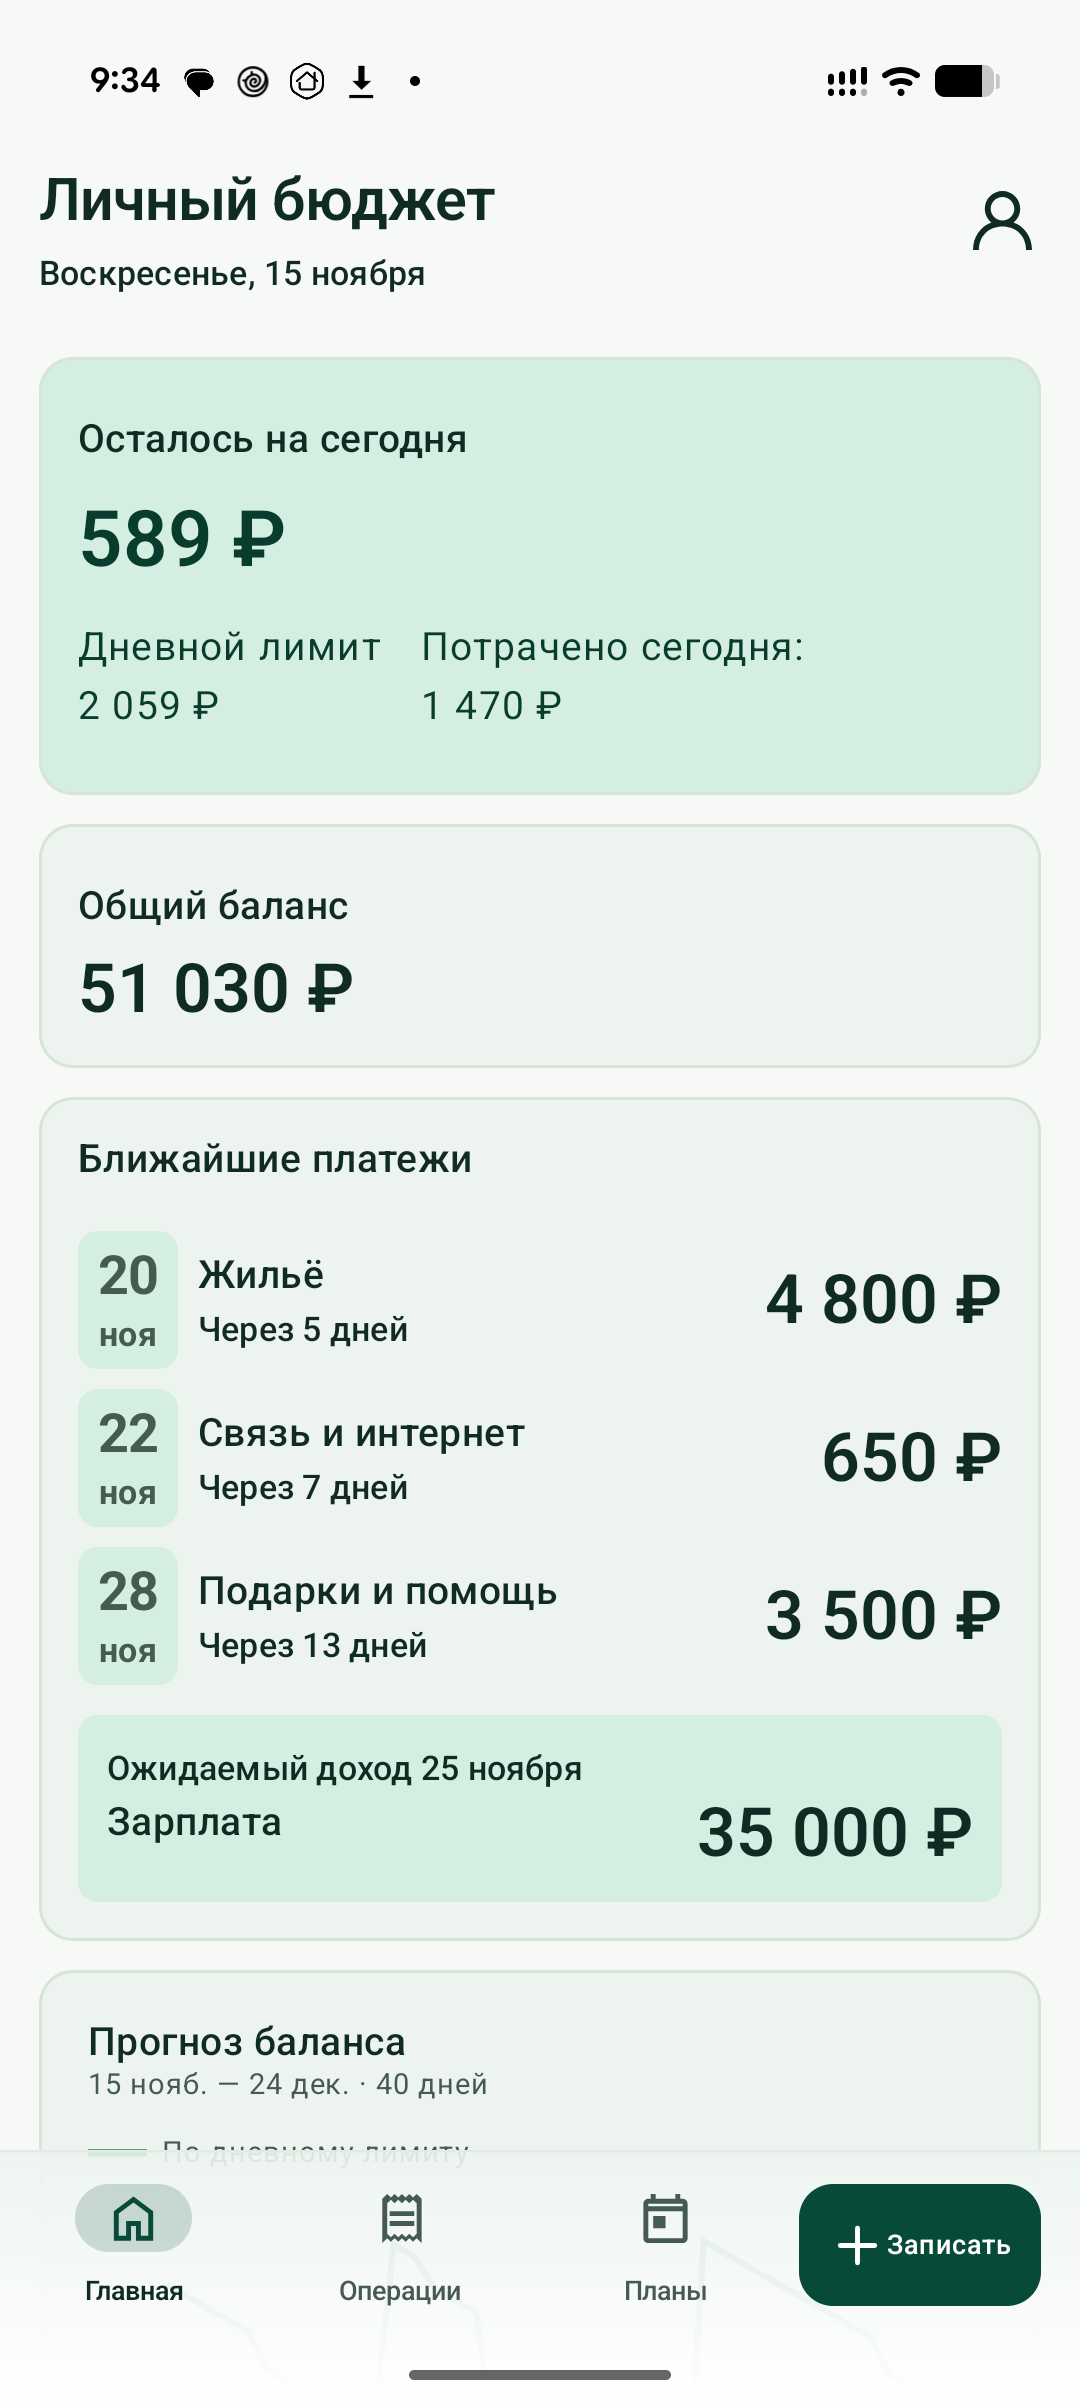 9:34
Личный бюджет
Воскресенье, 15 ноября
Осталось на сегодня
589 ₽
Дневной лимит
2 059 ₽
Потрачено сегодня:
1 470 ₽
Общий баланс
51 030 ₽
Ближайшие платежи
20
ноя
Жильё
Через 5 дней
4 800 ₽
22
ноя
Связь и интернет
Через 7 дней
650 ₽
28
ноя
Подарки и помощь
Через 13 дней
3 500 ₽
Ожидаемый доход 25 ноября
Зарплата
35 000 ₽
Прогноз баланса
15 нояб. — 24 дек. · 40 дней
По дневному лимиту
Главная
Операции
Планы
Записать